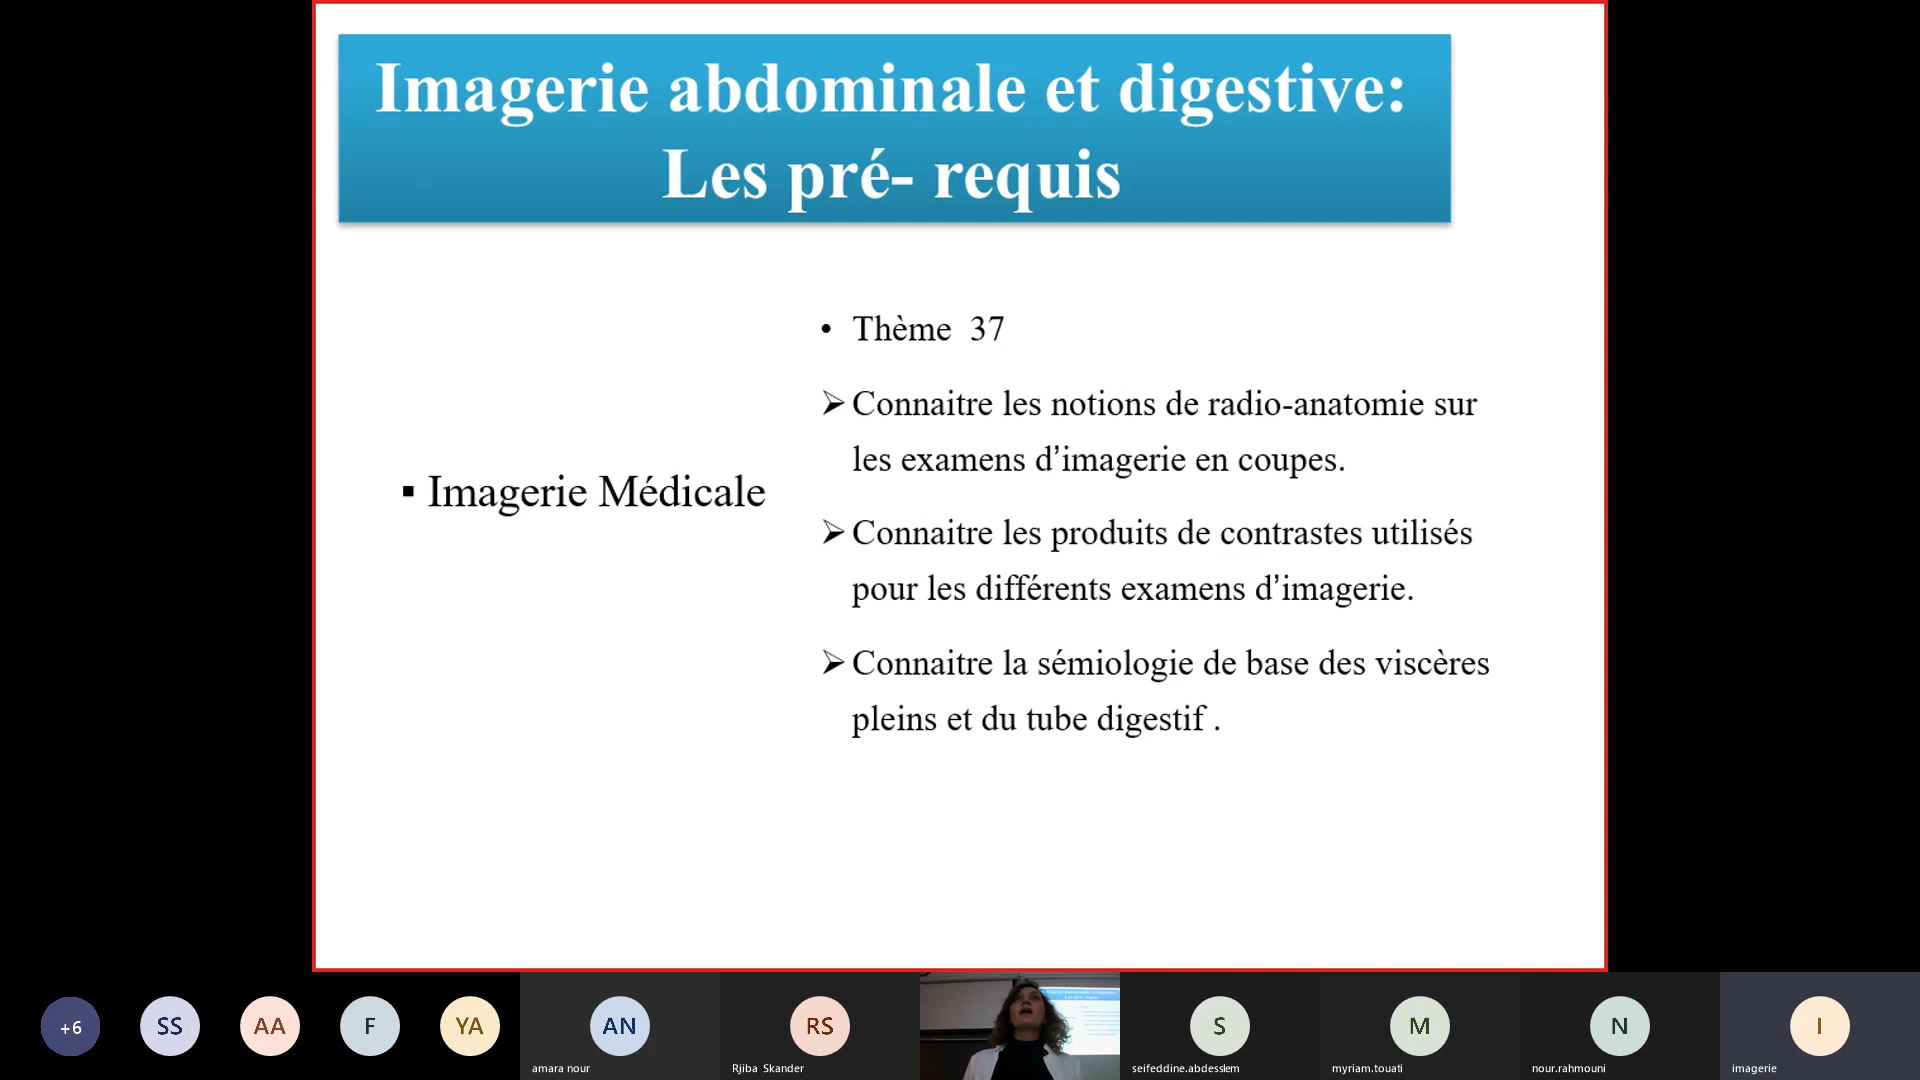 Imagerie abdominale et digestive:
Les pré- requis
▪ Imagerie Médicale
• Thème 37
➢ Connaitre les notions de radio-anatomie sur
les examens d’imagerie en coupes.
➢ Connaitre les produits de contrastes utilisés
pour les différents examens d’imagerie.
➢ Connaitre la sémiologie de base des viscères
pleins et du tube digestif .
+6
SS
AA
F
YA
AN
RS
S
M
N
I
amara nour
Rjiba Skander
seifeddine.abdesslem
myriam.touati
nour.rahmouni
imagerie